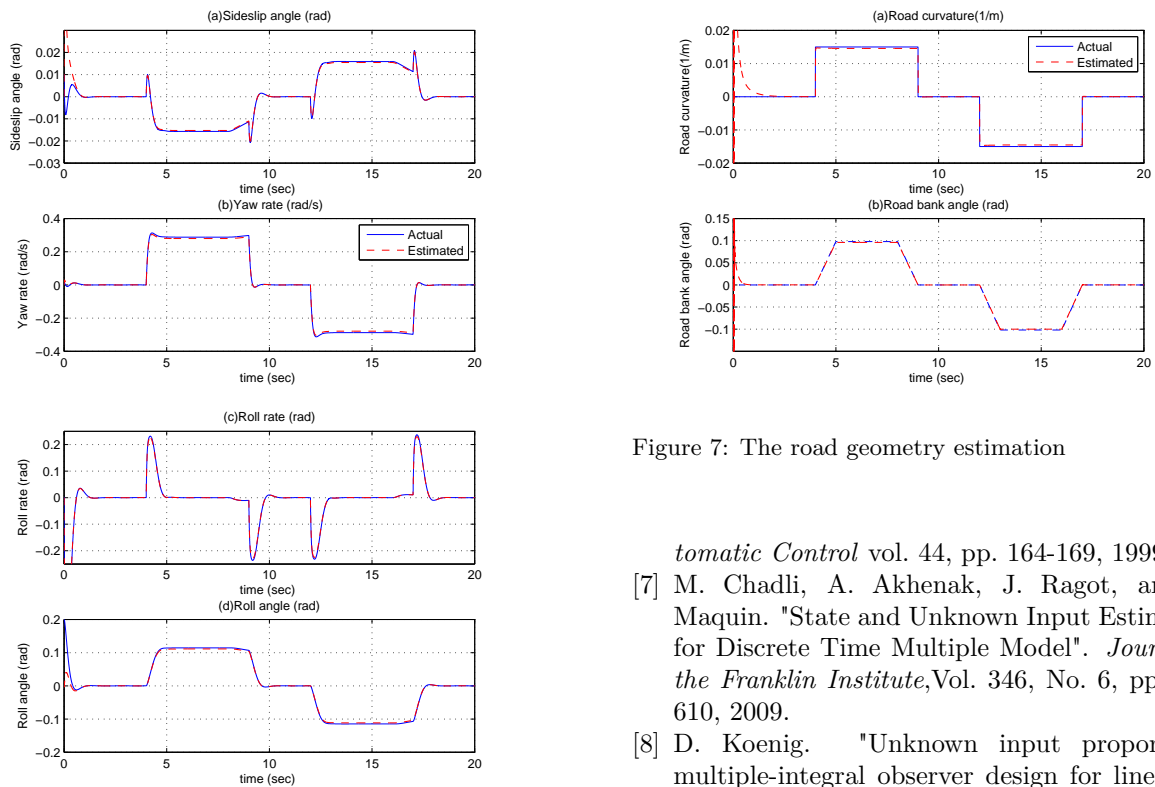 (a)Sideslip angle (rad)
Sideslip angle (rad)
0.02
0.01
0
−0.01
−0.02
−0.03
0 5 10 15 20
time (sec)
(b)Yaw rate (rad/s)
Yaw rate (rad/s)
0.4
0.2
0
−0.2
−0.4
Actual
Estimated
0 5 10 15 20
time (sec)
(c)Roll rate (rad)
Roll rate (rad)
0.2
0.1
0
−0.1
−0.2
0 5 10 15 20
time (sec)
(d)Roll angle (rad)
Roll angle (rad)
0.2
0.1
0
−0.1
−0.2
0 5 10 15 20
time (sec)
(a)Road curvature(1/m)
Road curvature(1/m)
0.02
0.01
0
−0.01
−0.02
Actual
Estimated
0 5 10 15 20
time (sec)
(b)Road bank angle (rad)
Road bank angle (rad)
0.15
0.1
0.05
0
−0.05
−0.1
0 5 10 15 20
time (sec)
Figure 7: The road geometry estimation
tomatic Control vol. 44, pp. 164-169, 1999
[7] M. Chadli, A. Akhenak, J. Ragot, an
Maquin. "State and Unknown Input Estim
for Discrete Time Multiple Model". Journ
the Franklin Institute,Vol. 346, No. 6, pp
610, 2009.
[8] D. Koenig. "Unknown input propor
multiple-integral observer design for line